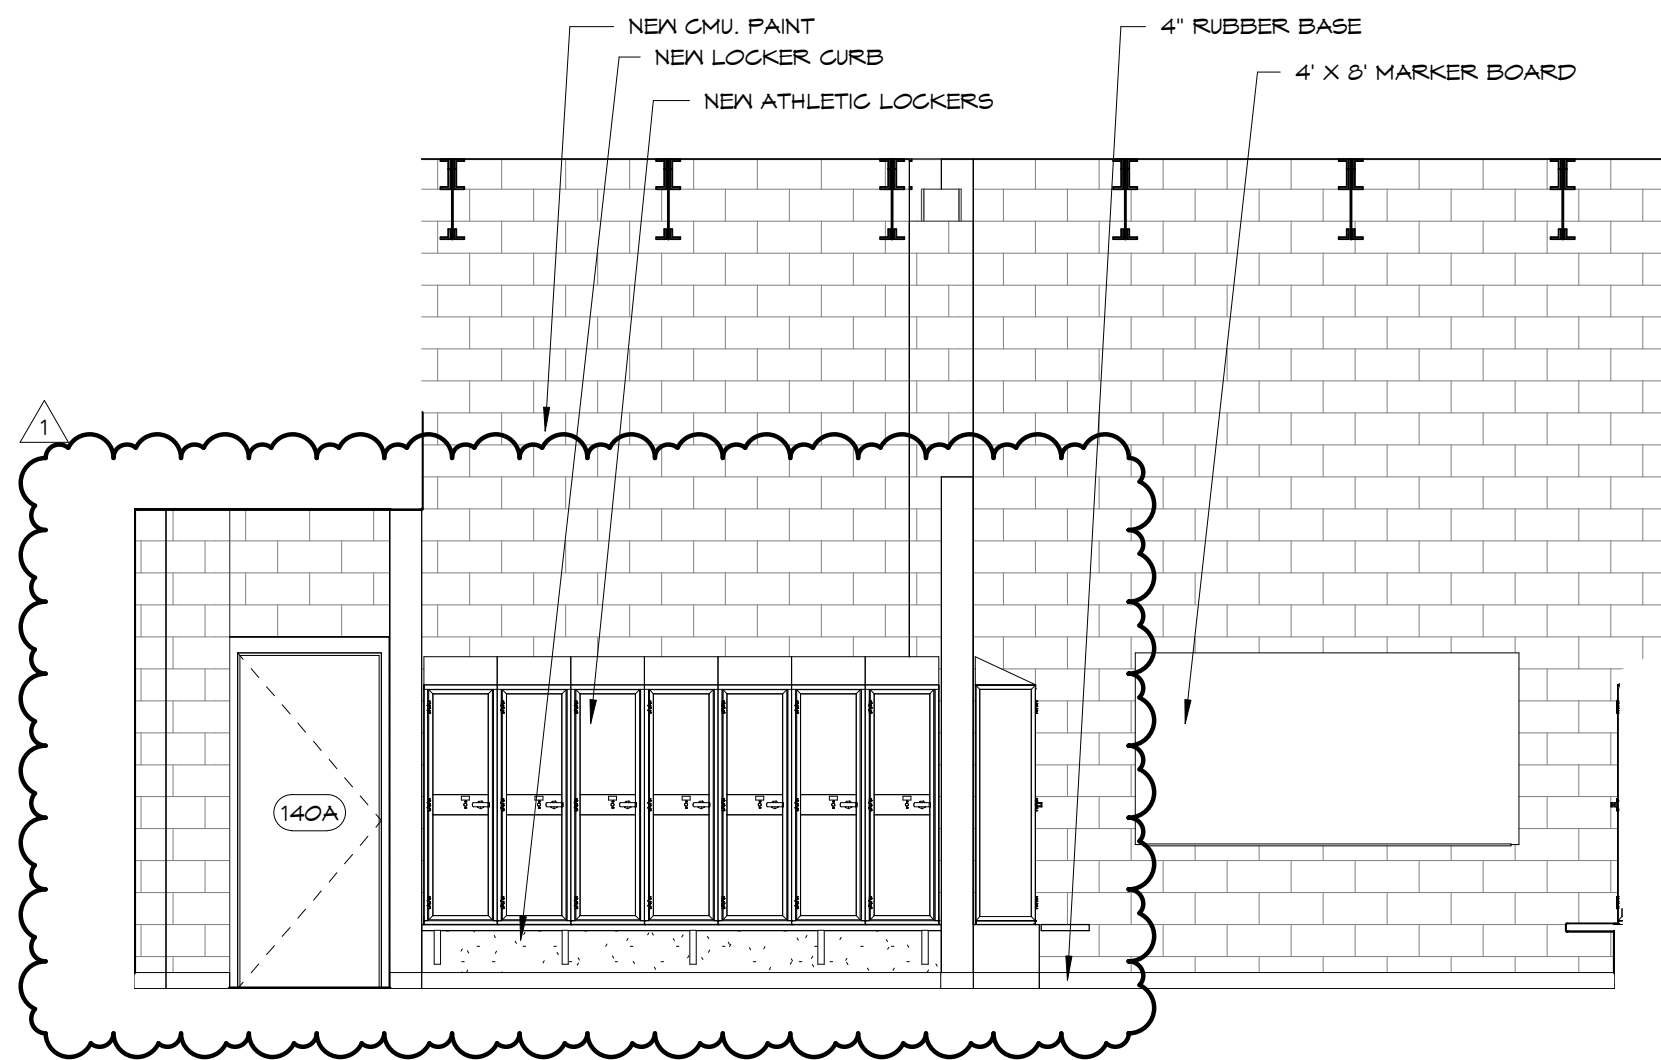 NEW CMU. PAINT
4" RUBBER BASE
NEW LOCKER CURB
4' X 8' MARKER BOARD
NEW ATHLETIC LOCKERS
1
140A